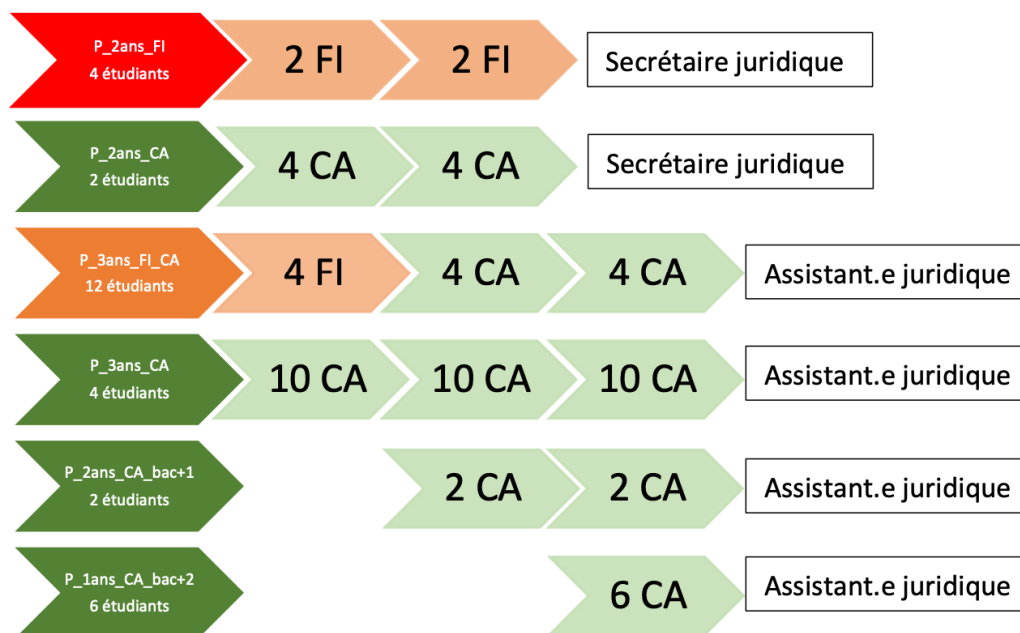 P_2ans_FI
4 étudiants
2 FI
2 FI
Secrétaire juridique
P_2ans_CA
2 étudiants
4 CA
4 CA
Secrétaire juridique
P_3ans_FI_CA
12 étudiants
4 FI
4 CA
4 CA
Assistant.e juridique
P_3ans_CA
4 étudiants
10 CA
10 CA
10 CA
Assistant.e juridique
P_2ans_CA_bac+1
2 étudiants
2 CA
2 CA
Assistant.e juridique
P_1ans_CA_bac+2
6 étudiants
6 CA
Assistant.e juridique